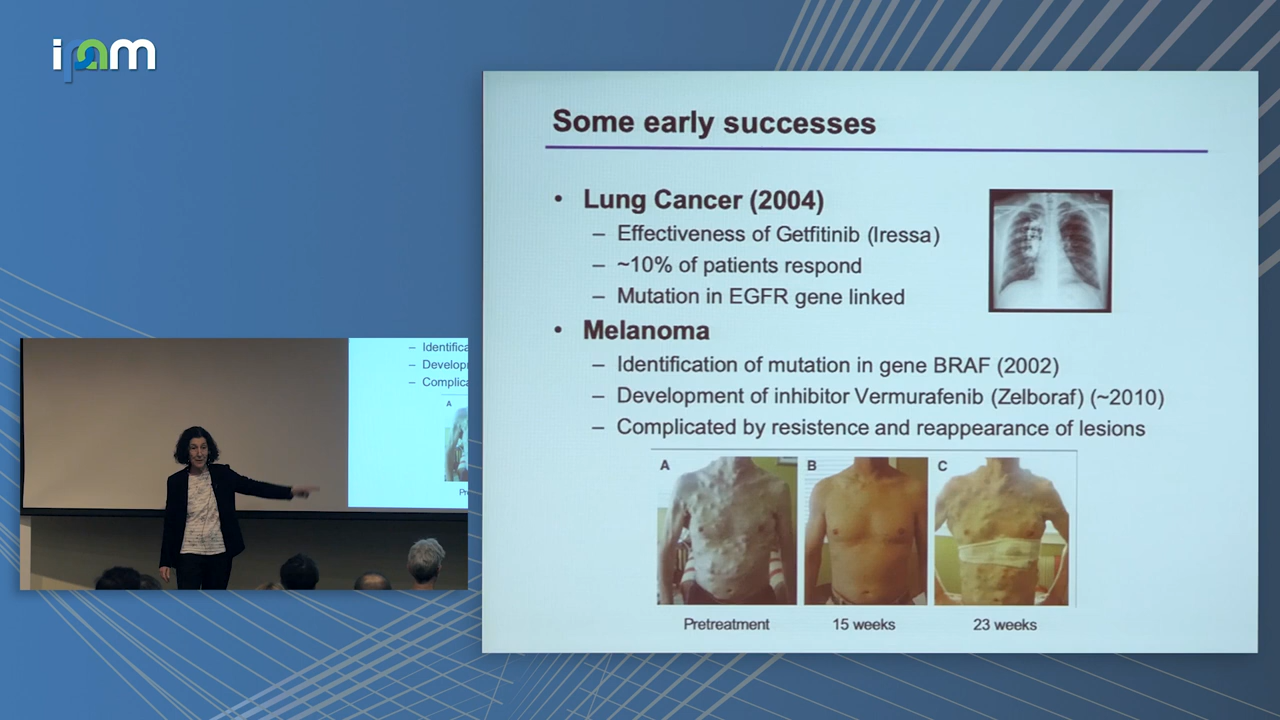 ipam
Some early successes
• Lung Cancer (2004)
– Effectiveness of Getfitinib (Iressa)
– ~10% of patients respond
– Mutation in EGFR gene linked
• Melanoma
– Identification of mutation in gene BRAF (2002)
– Development of inhibitor Vermurafenib (Zelboraf) (~2010)
– Complicated by resistence and reappearance of lesions
A B C
Pretreatment 15 weeks 23 weeks
– Identifica
– Develop
– Complica
A
Pr